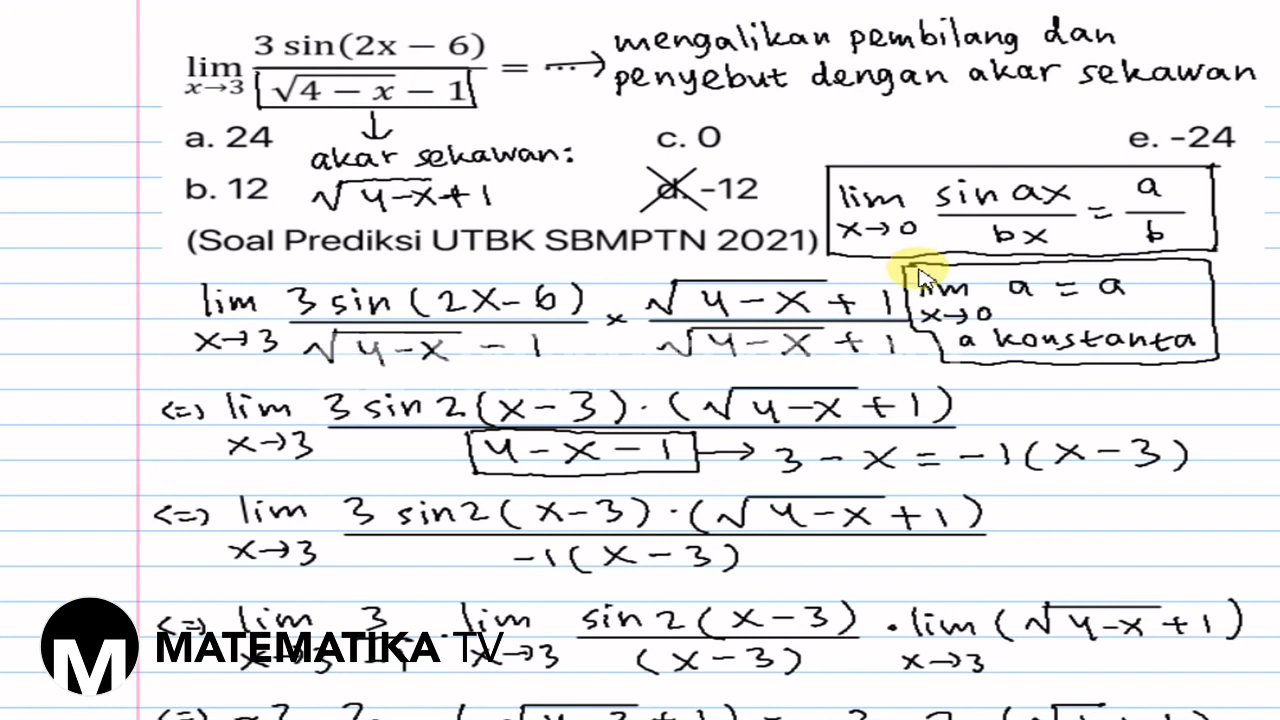 lim x→3 3 sin(2x − 6) / √4 − x − 1 = ... → mengalikan pembilang dan
penyebut dengan akar sekawan
a. 24 c. 0 e. -24
akar sekawan:
b. 12 √4-x+1 d. -12
lim x→0 sin ax / bx = a / b
(Soal Prediksi UTBK SBMPTN 2021)
lim x→3 3 sin (2x-6) / √4-x - 1 × √4-x + 1 / √4-x + 1
lim x→0 a = a
a konstanta
<=> lim x→3 3 sin 2(x-3) · (√4-x +1) / 4-x-1 → 3-x = -1(x-3)
<=> lim x→3 3 sin 2(x-3) · (√4-x +1) / -1(x-3)
<=> lim x→3 3 / -1 · lim x→3 sin 2(x-3) / (x-3) · lim x→3 (√4-x +1)
M MATEMATIKA TV